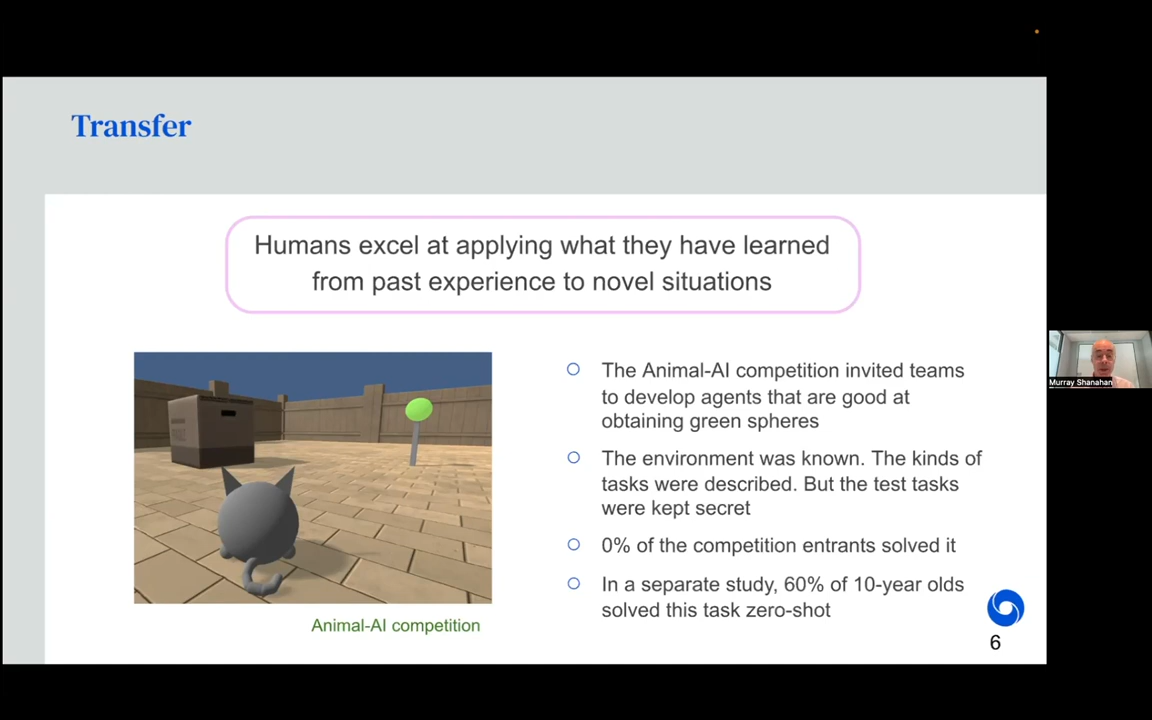 Transfer
Humans excel at applying what they have learned
from past experience to novel situations
The Animal-AI competition invited teams
to develop agents that are good at
obtaining green spheres
The environment was known. The kinds of
tasks were described. But the test tasks
were kept secret
0% of the competition entrants solved it
In a separate study, 60% of 10-year olds
solved this task zero-shot
Animal-AI competition
6
Murray Shanahan